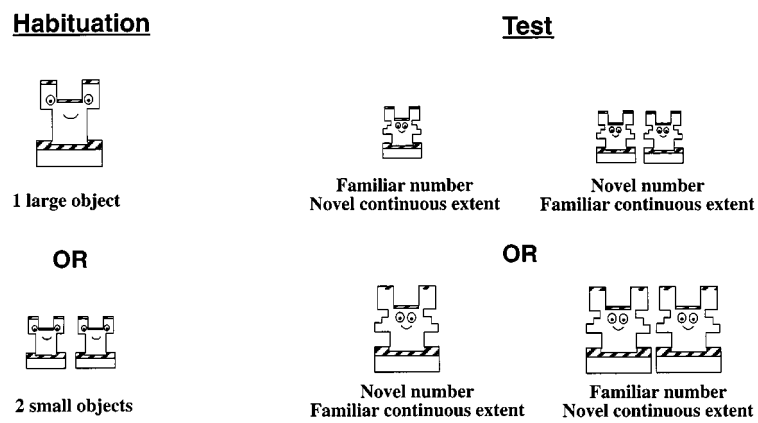 Habituation
Test
1 large object
Familiar number
Novel continuous extent
Novel number
Familiar continuous extent
OR
OR
2 small objects
Novel number
Familiar continuous extent
Familiar number
Novel continuous extent